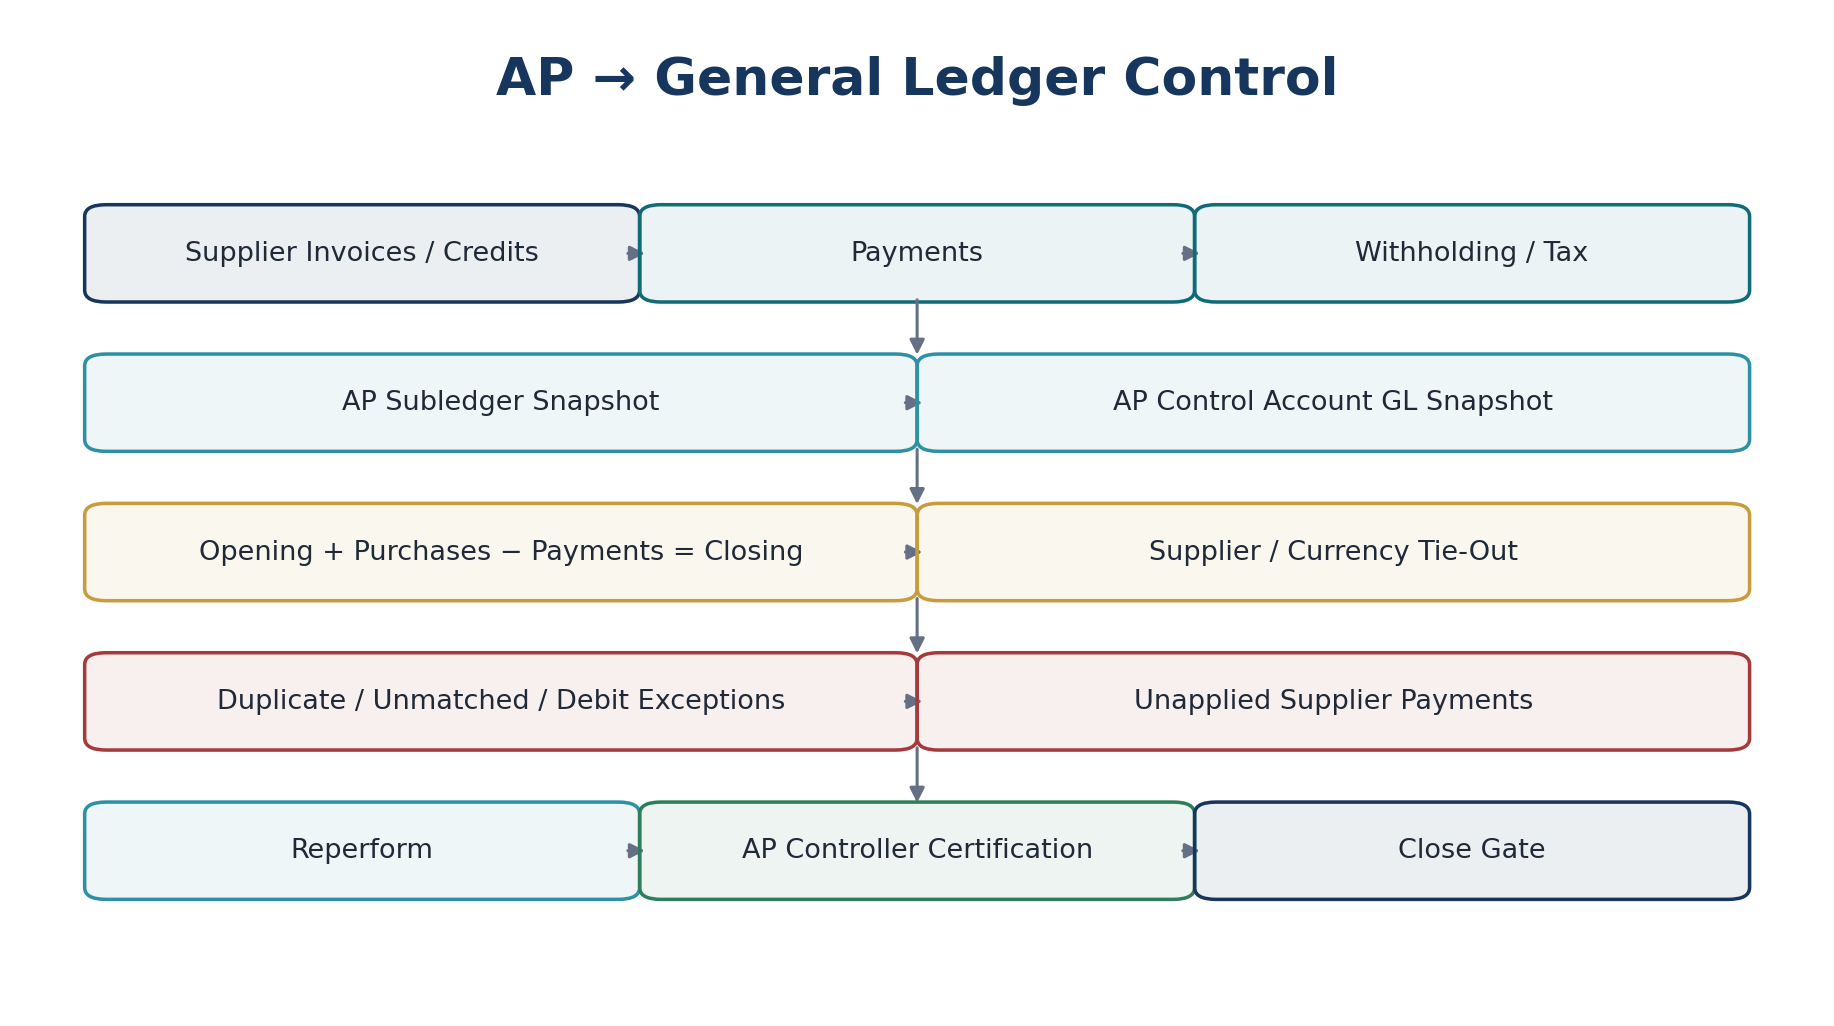 AP → General Ledger Control
Supplier Invoices / Credits
Payments
Withholding / Tax
AP Subledger Snapshot
AP Control Account GL Snapshot
Opening + Purchases − Payments = Closing
Supplier / Currency Tie-Out
Duplicate / Unmatched / Debit Exceptions
Unapplied Supplier Payments
Reperform
AP Controller Certification
Close Gate